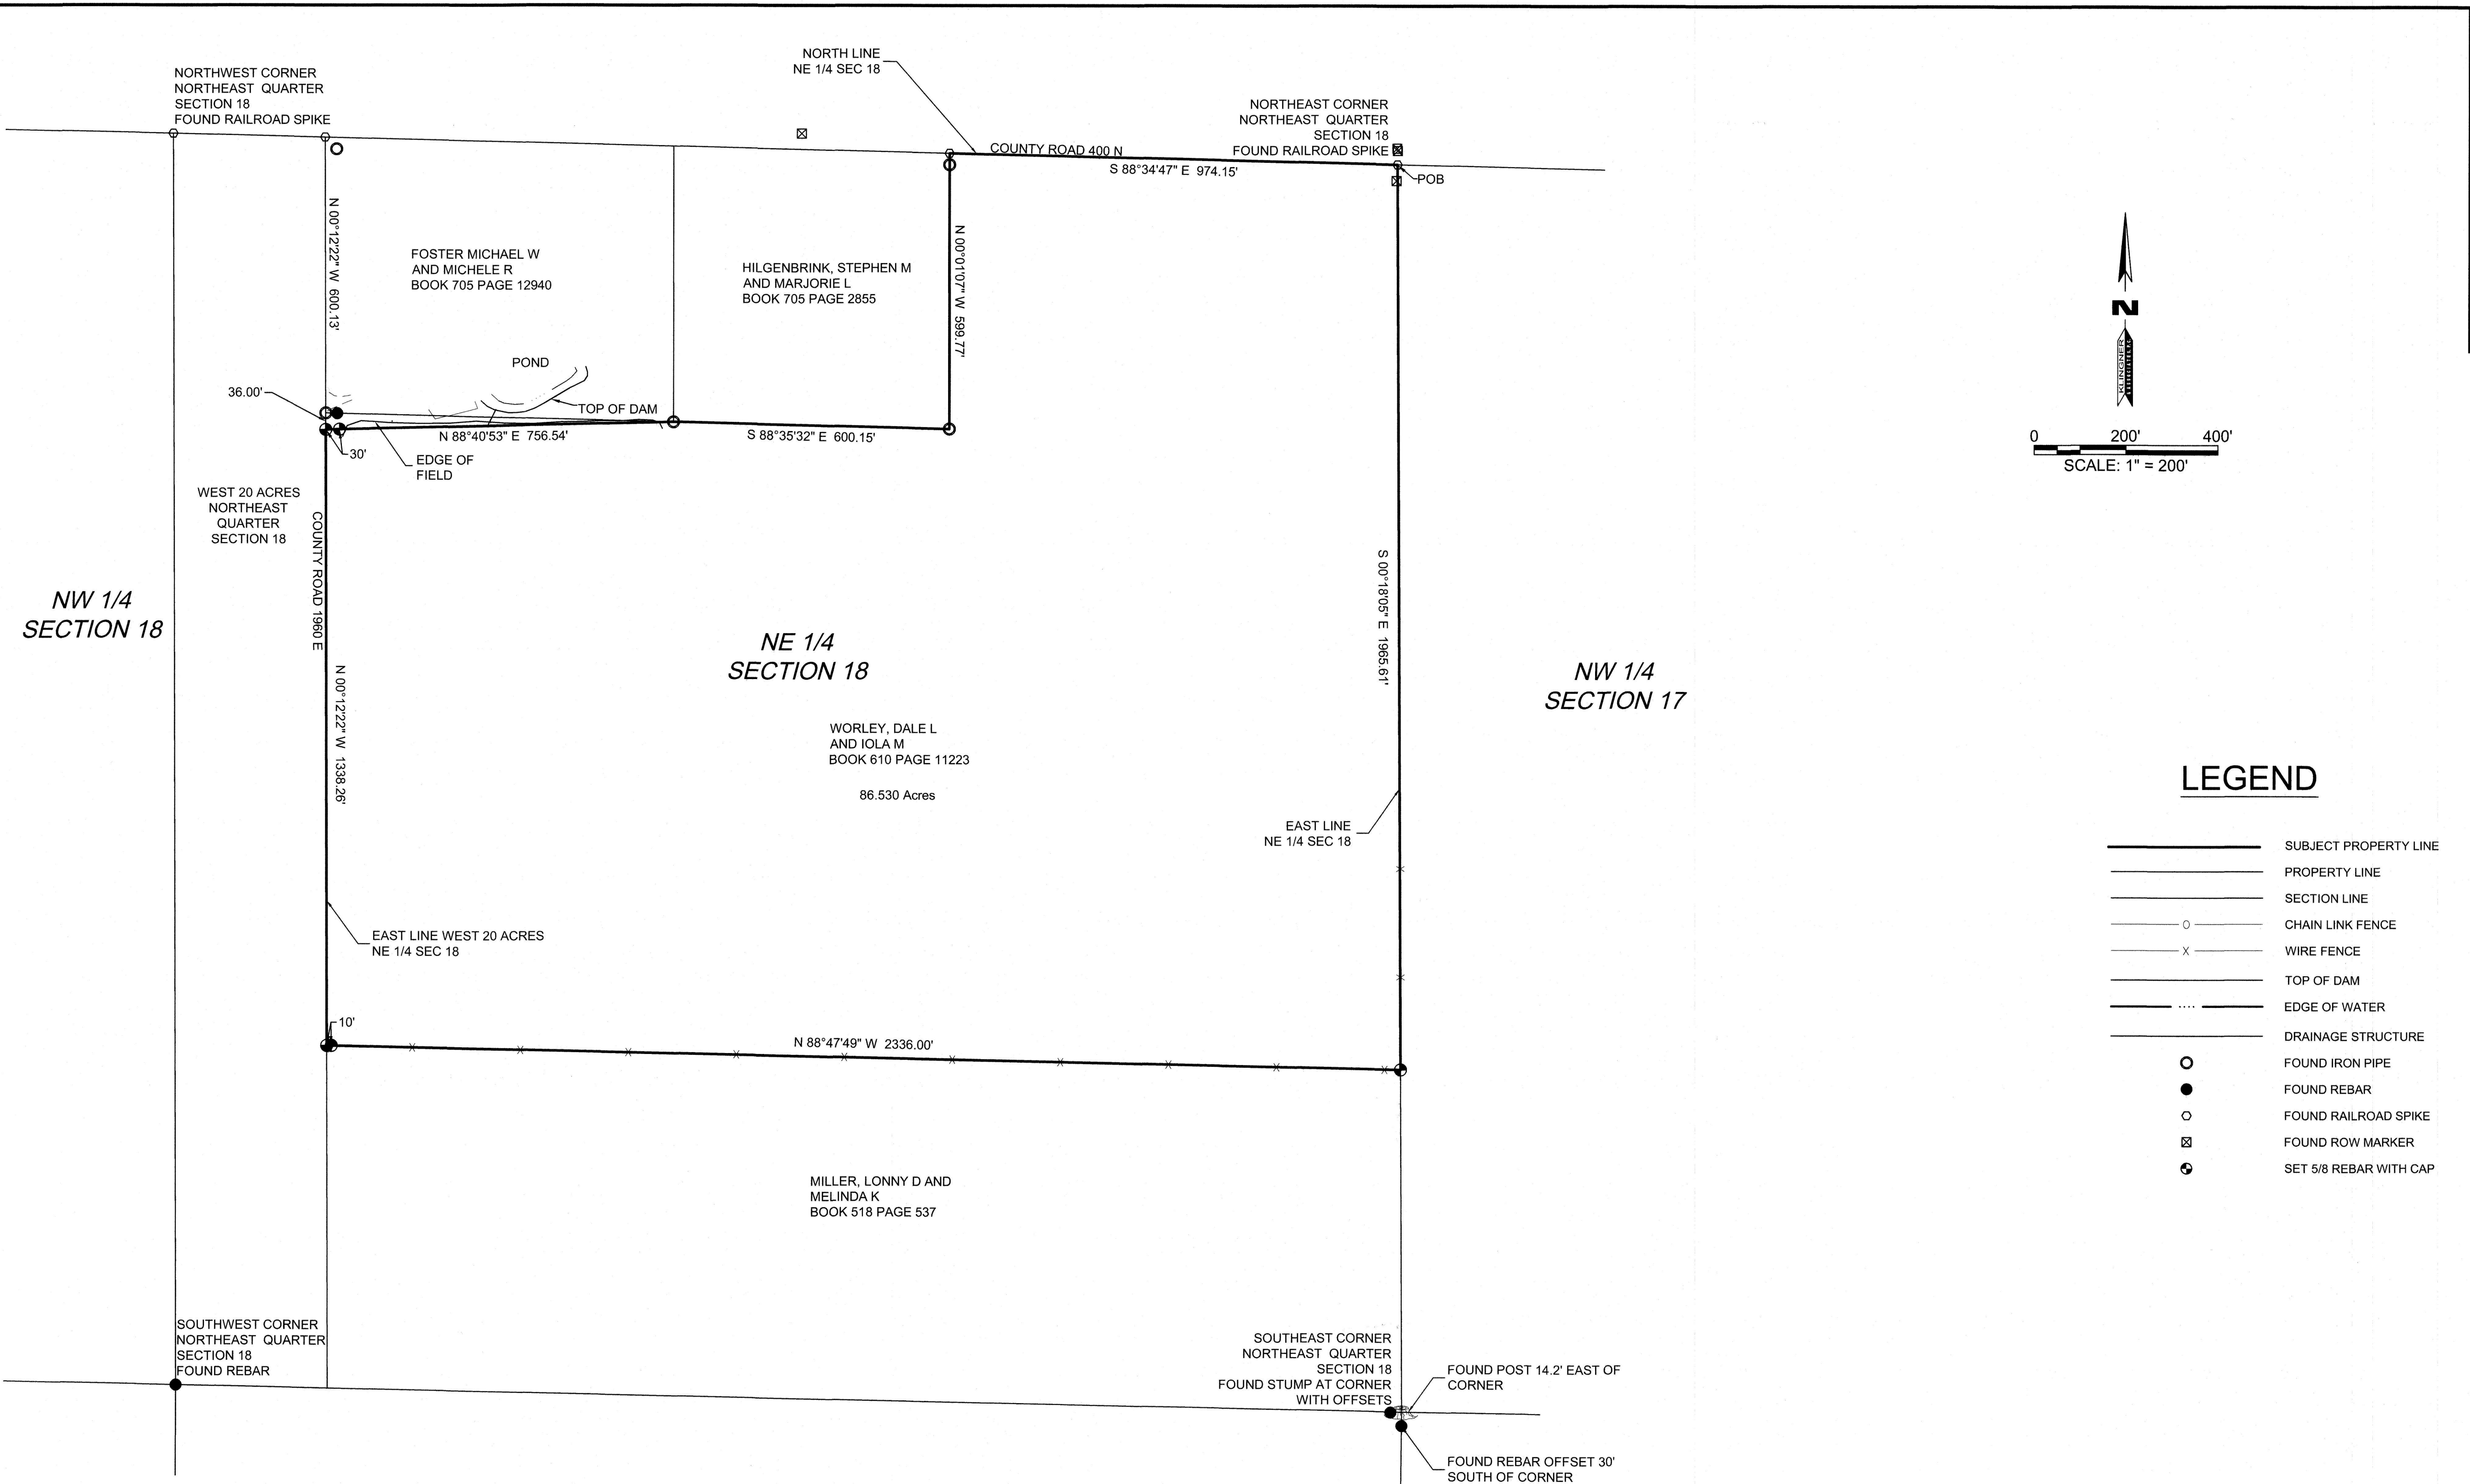 NORTH LINE
NE 1/4 SEC 18
NORTHWEST CORNER
NORTHEAST QUARTER
SECTION 18
FOUND RAILROAD SPIKE
NORTHEAST CORNER
NORTHEAST QUARTER
SECTION 18
FOUND RAILROAD SPIKE
COUNTY ROAD 400 N
S 88°34'47" E 974.15'
POB
N 00°12'22" W 600.13'
FOSTER MICHAEL W
AND MICHELE R
BOOK 705 PAGE 12940
HILGENBRINK, STEPHEN M
AND MARJORIE L
BOOK 705 PAGE 2855
N 00°01'07" W 599.77'
POND
36.00'
TOP OF DAM
N 88°40'53" E 756.54'
S 88°35'32" E 600.15'
30'
EDGE OF
FIELD
WEST 20 ACRES
NORTHEAST
QUARTER
SECTION 18
COUNTY ROAD 1960 E
N 00°12'22" W 1338.26'
S 00°18'05" E 1965.61'
NW 1/4
SECTION 18
NE 1/4
SECTION 18
NW 1/4
SECTION 17
WORLEY, DALE L
AND IOLA M
BOOK 610 PAGE 11223
86.530 Acres
EAST LINE
NE 1/4 SEC 18
EAST LINE WEST 20 ACRES
NE 1/4 SEC 18
10'
N 88°47'49" W 2336.00'
MILLER, LONNY D AND
MELINDA K
BOOK 518 PAGE 537
SOUTHWEST CORNER
NORTHEAST QUARTER
SECTION 18
FOUND REBAR
SOUTHEAST CORNER
NORTHEAST QUARTER
SECTION 18
FOUND STUMP AT CORNER
WITH OFFSETS
FOUND POST 14.2' EAST OF
CORNER
FOUND REBAR OFFSET 30'
SOUTH OF CORNER
N
KLINGNER
0 200' 400'
SCALE: 1" = 200'
LEGEND
SUBJECT PROPERTY LINE
PROPERTY LINE
SECTION LINE
O CHAIN LINK FENCE
X WIRE FENCE
TOP OF DAM
EDGE OF WATER
DRAINAGE STRUCTURE
FOUND IRON PIPE
FOUND REBAR
FOUND RAILROAD SPIKE
FOUND ROW MARKER
SET 5/8 REBAR WITH CAP